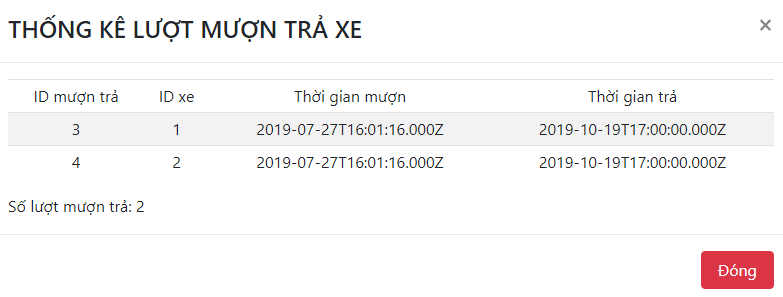 THỐNG KÊ LƯỢT MƯỢN TRẢ XE ×
ID mượn trả ID xe Thời gian mượn Thời gian trả
3 1 2019-07-27T16:01:16.000Z 2019-10-19T17:00:00.000Z
4 2 2019-07-27T16:01:16.000Z 2019-10-19T17:00:00.000Z
Số lượt mượn trả: 2
Đóng